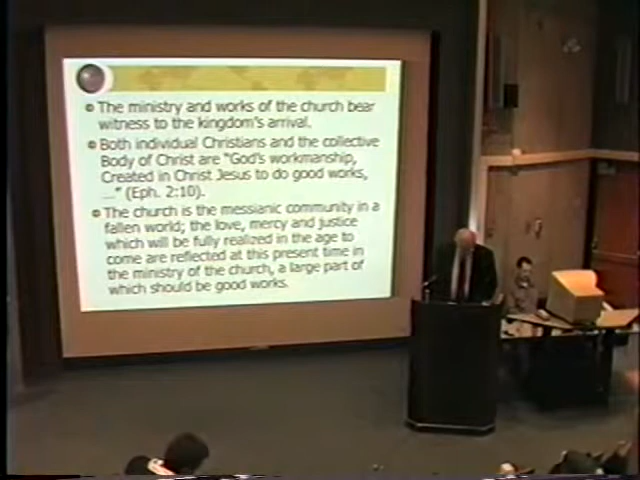 The ministry and works of the church bear
witness to the kingdom's arrival.
Both individual Christians and the collective
Body of Christ are "God's workmanship,
Created in Christ Jesus to do good works,
..." (Eph. 2:10).
The church is the messianic community in a
fallen world; the love, mercy and justice
which will be fully realized in the age to
come are reflected at this present time in
the ministry of the church, a large part of
which should be good works.